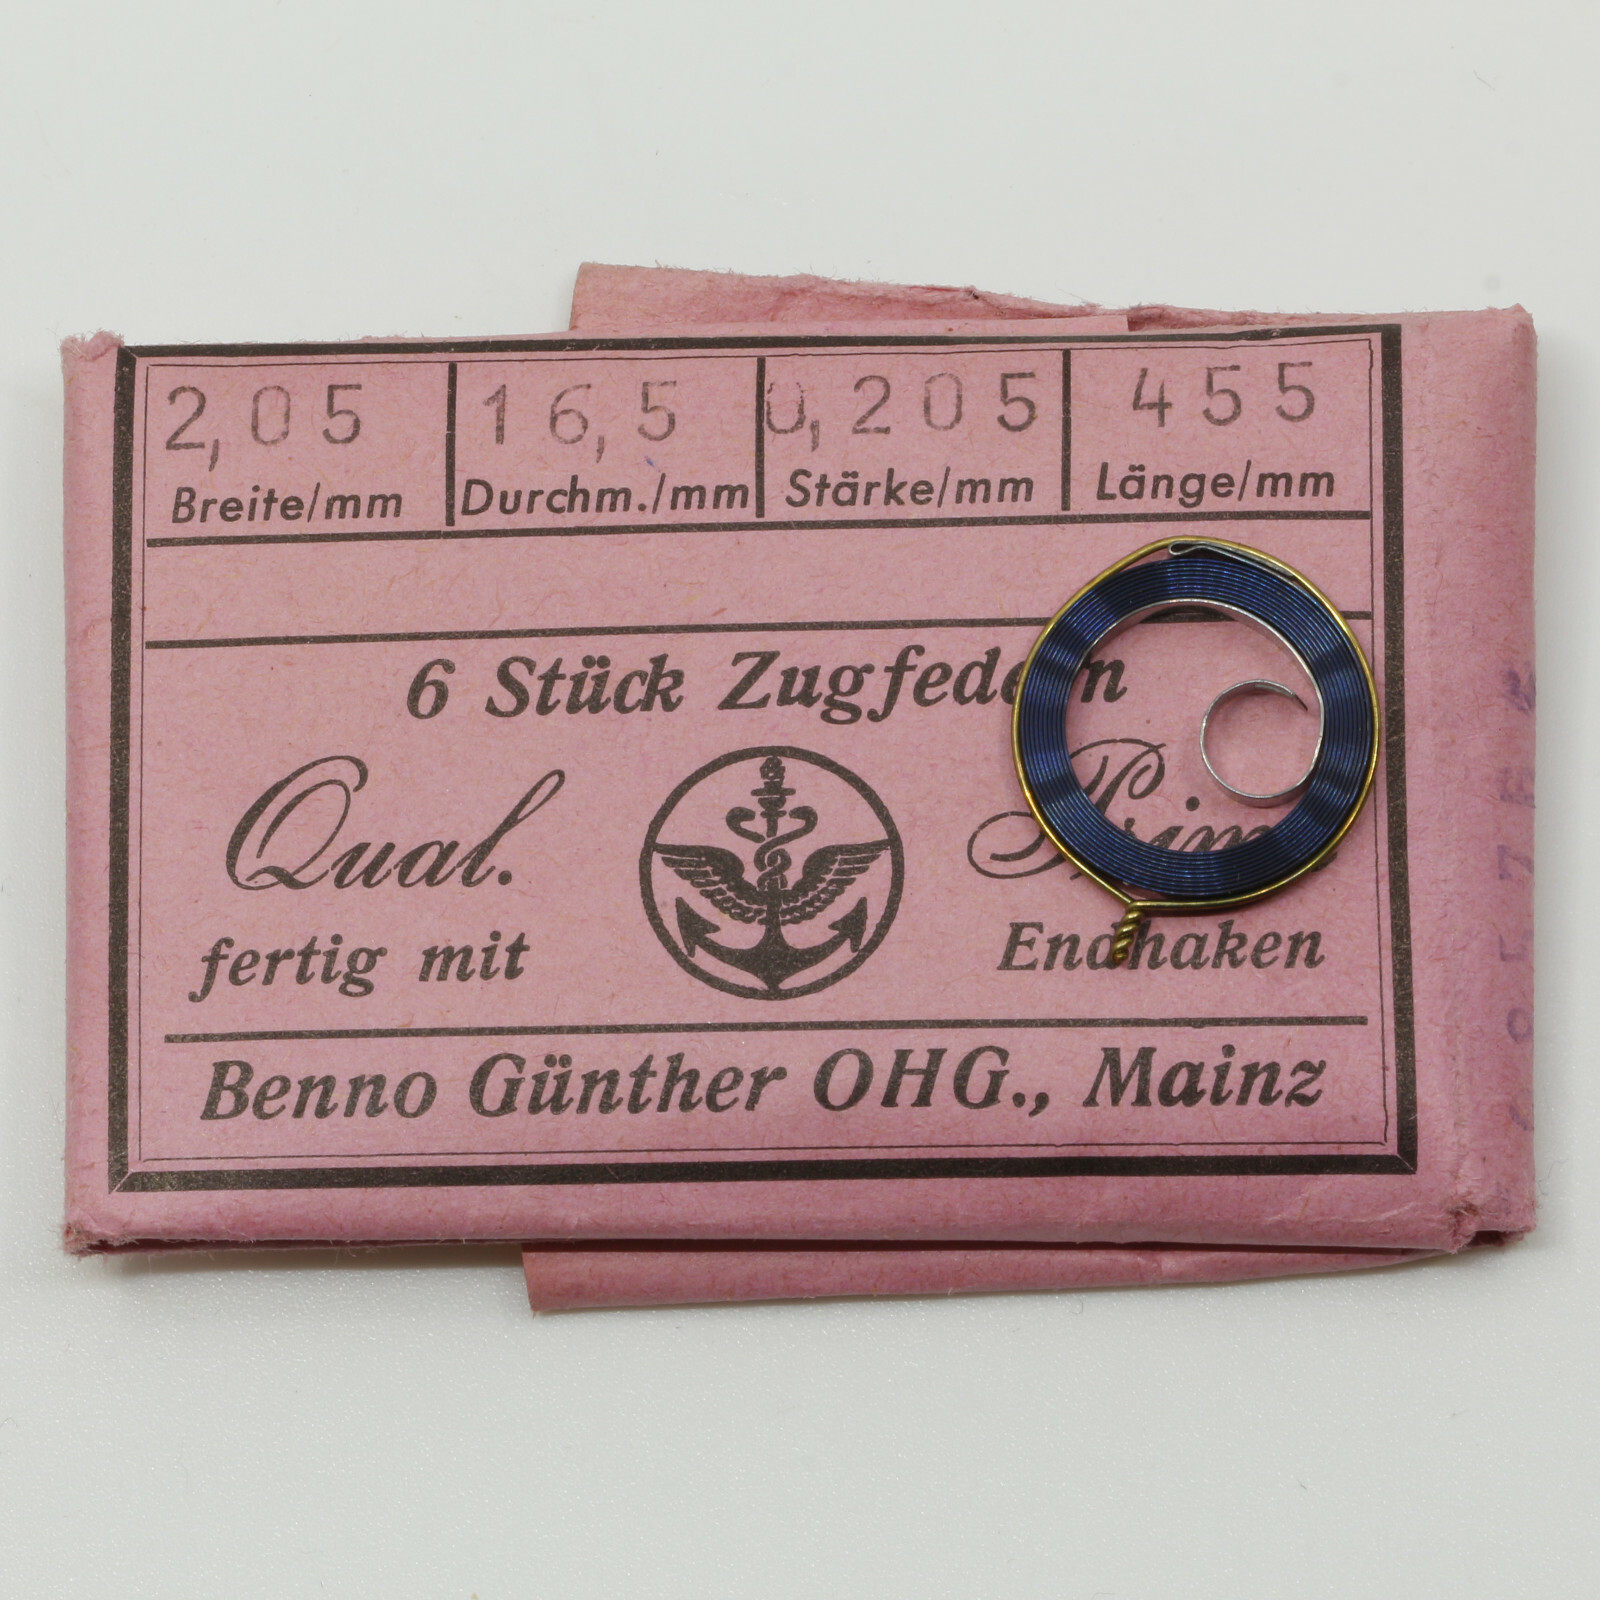 2,05 16,5 0,205 455
Breite/mm Durchm./mm Stärke/mm Länge/mm
6 Stück Zugfedern
Qual. Prima
fertig mit Endhaken
Benno Günther OHG., Mainz